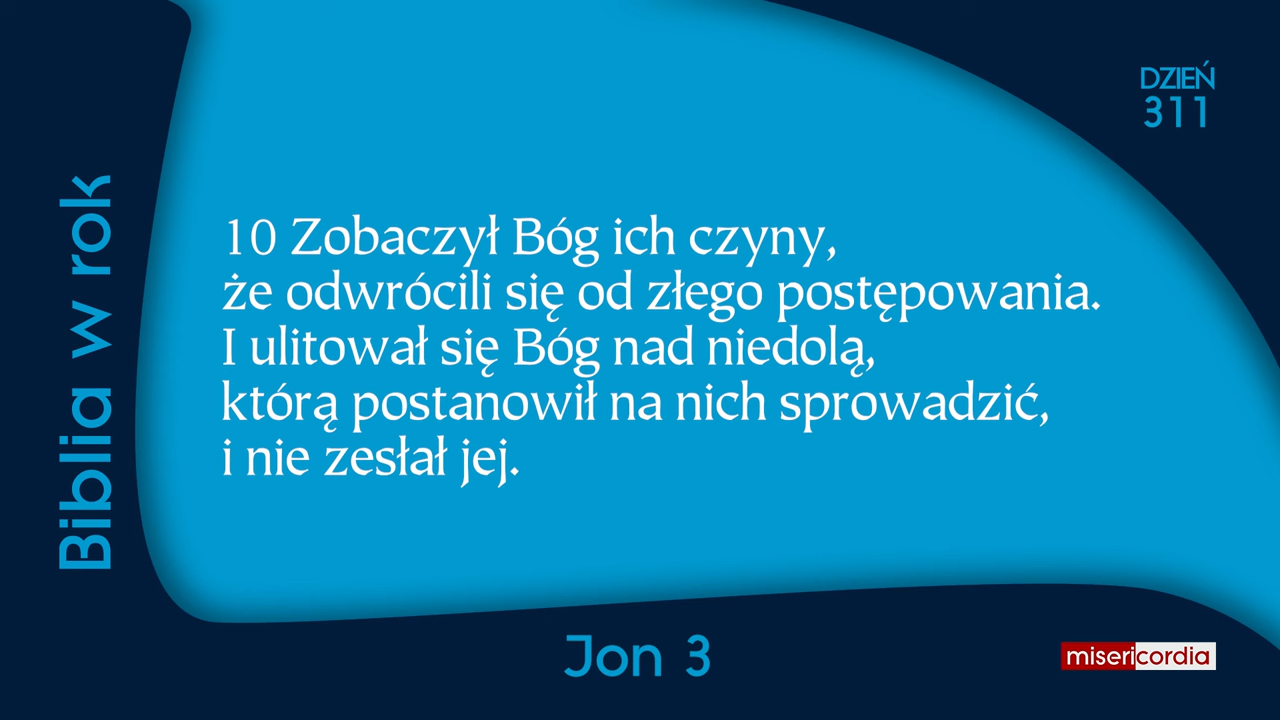 DZIEŃ
311
Biblia w rok
10 Zobaczył Bóg ich czyny,
że odwrócili się od złego postępowania.
I ulitował się Bóg nad niedolą,
którą postanowił na nich sprowadzić,
i nie zesłał jej.
Jon 3
misericordia